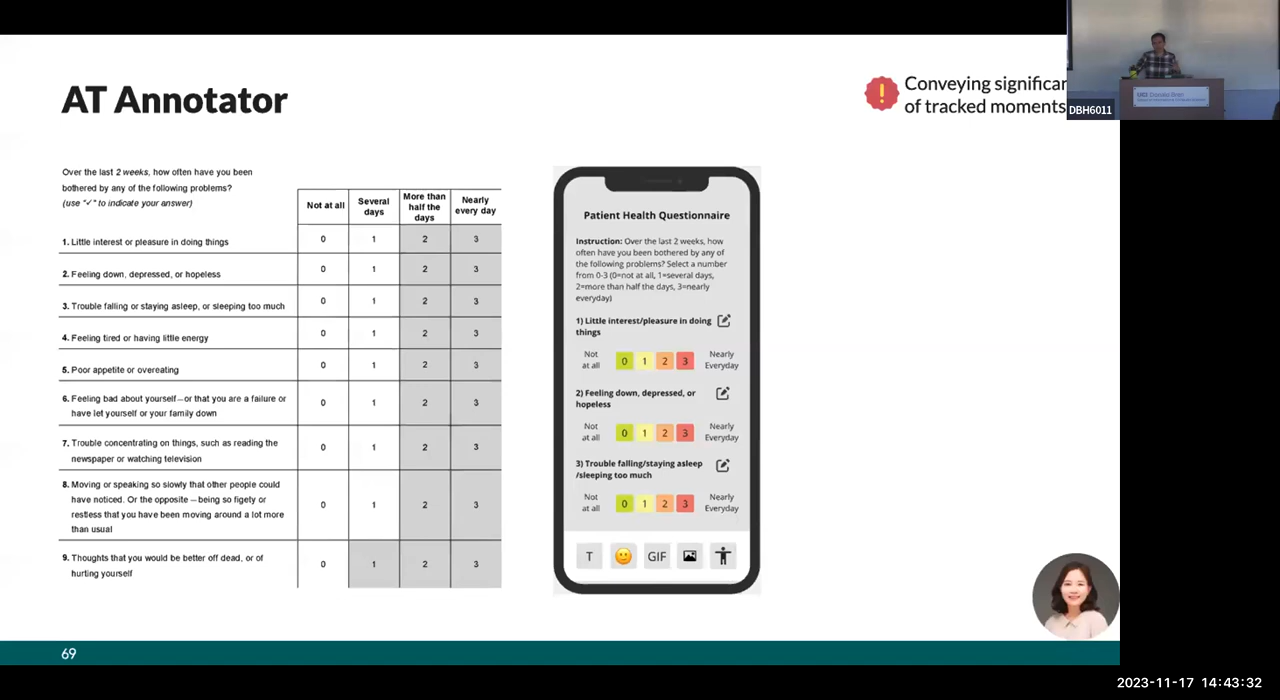 AT Annotator
Conveying
of tracked moments
DBH6011
Over the last 2 weeks, how often have you been
bothered by any of the following problems?
(use "✓" to indicate your answer)
Not at all
Several
days
More than
half the
days
Nearly
every day
1. Little interest or pleasure in doing things
0 1 2 3
2. Feeling down, depressed, or hopeless
0 1 2 3
3. Trouble falling or staying asleep, or sleeping too much
0 1 2 3
4. Feeling tired or having little energy
0 1 2 3
5. Poor appetite or overeating
0 1 2 3
6. Feeling bad about yourself—or that you are a failure or
have let yourself or your family down
0 1 2 3
7. Trouble concentrating on things, such as reading the
newspaper or watching television
0 1 2 3
8. Moving or speaking so slowly that other people could
have noticed. Or the opposite—being so figety or
restless that you have been moving around a lot more
than usual
0 1 2 3
9. Thoughts that you would be better off dead, or of
hurting yourself
0 1 2 3
Patient Health Questionnaire
Instruction: Over the last 2 weeks, how
often have you been bothered by any of
the following problems? Select a number
from 0-3 (0=not at all, 1=several days,
2=more than half the days, 3=nearly
everyday)
1) Little interest/pleasure in doing
things
Not
at all
0 1 2 3
Nearly
Everyday
2) Feeling down, depressed, or
hopeless
Not
at all
0 1 2 3
Nearly
Everyday
3) Trouble falling/staying asleep
/sleeping too much
Not
at all
0 1 2 3
Nearly
Everyday
T
GIF
69
2023-11-17 14:43:32